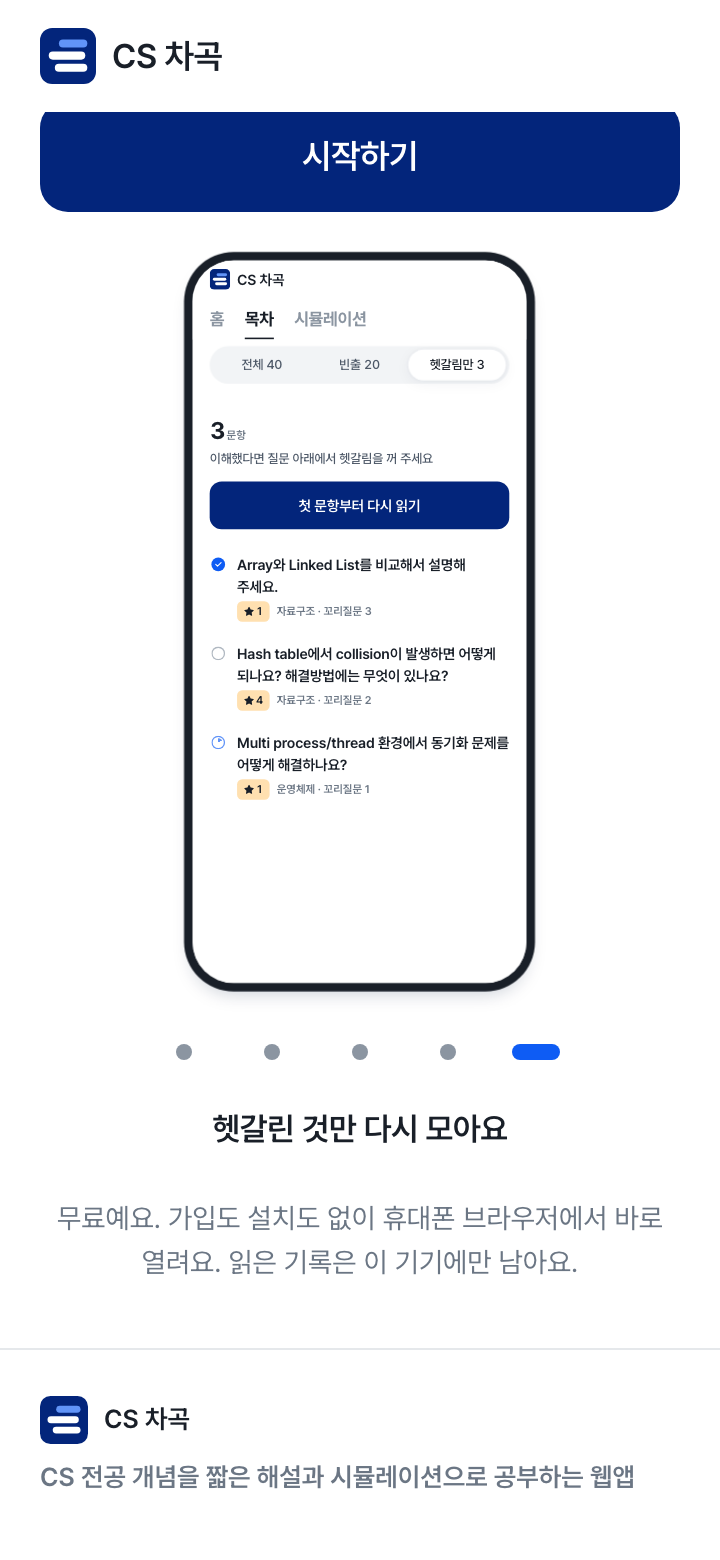 CS 차곡
시작하기
CS 차곡
홈 목차 시뮬레이션
전체 40 빈출 20 헷갈림만 3
3문항
이해했다면 질문 아래에서 헷갈림을 꺼 주세요
첫 문항부터 다시 읽기
Array와 Linked List를 비교해서 설명해
주세요.
★ 1 자료구조 · 꼬리질문 3
Hash table에서 collision이 발생하면 어떻게
되나요? 해결방법에는 무엇이 있나요?
★ 4 자료구조 · 꼬리질문 2
Multi process/thread 환경에서 동기화 문제를
어떻게 해결하나요?
★ 1 운영체제 · 꼬리질문 1
헷갈린 것만 다시 모아요
무료예요. 가입도 설치도 없이 휴대폰 브라우저에서 바로
열려요. 읽은 기록은 이 기기에만 남아요.
CS 차곡
CS 전공 개념을 짧은 해설과 시뮬레이션으로 공부하는 웹앱